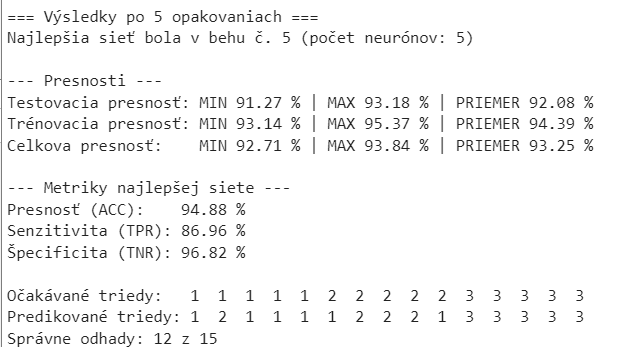 === Výsledky po 5 opakovaniach ===
Najlepšia sieť bola v behu č. 5 (počet neurónov: 5)
--- Presnosti ---
Testovacia presnosť: MIN 91.27 % | MAX 93.18 % | PRIEMER 92.08 %
Trénovacia presnosť: MIN 93.14 % | MAX 95.37 % | PRIEMER 94.39 %
Celkova presnosť: MIN 92.71 % | MAX 93.84 % | PRIEMER 93.25 %
--- Metriky najlepšej siete ---
Presnosť (ACC): 94.88 %
Senzitivita (TPR): 86.96 %
Špecificita (TNR): 96.82 %
Očakávané triedy: 1 1 1 1 1 2 2 2 2 2 3 3 3 3 3
Predikované triedy: 1 2 1 1 1 1 2 2 2 1 3 3 3 3 3
Správne odhady: 12 z 15